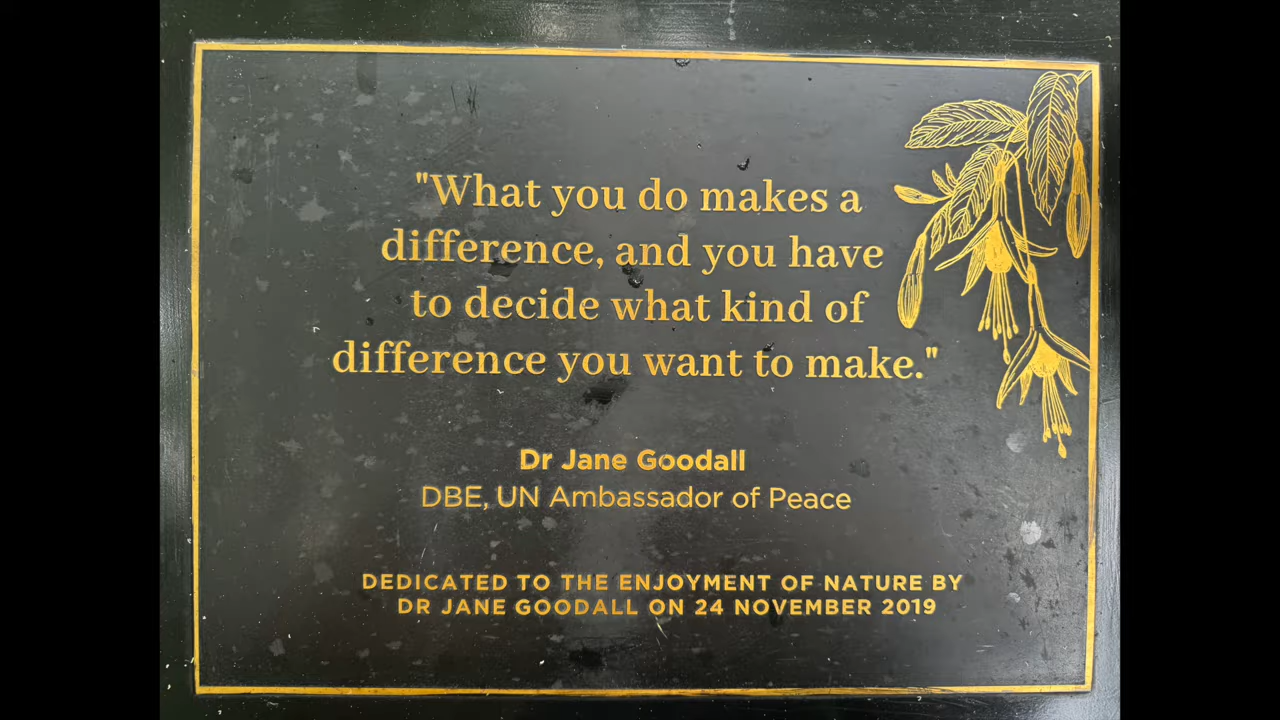 "What you do makes a
difference, and you have
to decide what kind of
difference you want to make."
Dr Jane Goodall
DBE, UN Ambassador of Peace
DEDICATED TO THE ENJOYMENT OF NATURE BY
DR JANE GOODALL ON 24 NOVEMBER 2019